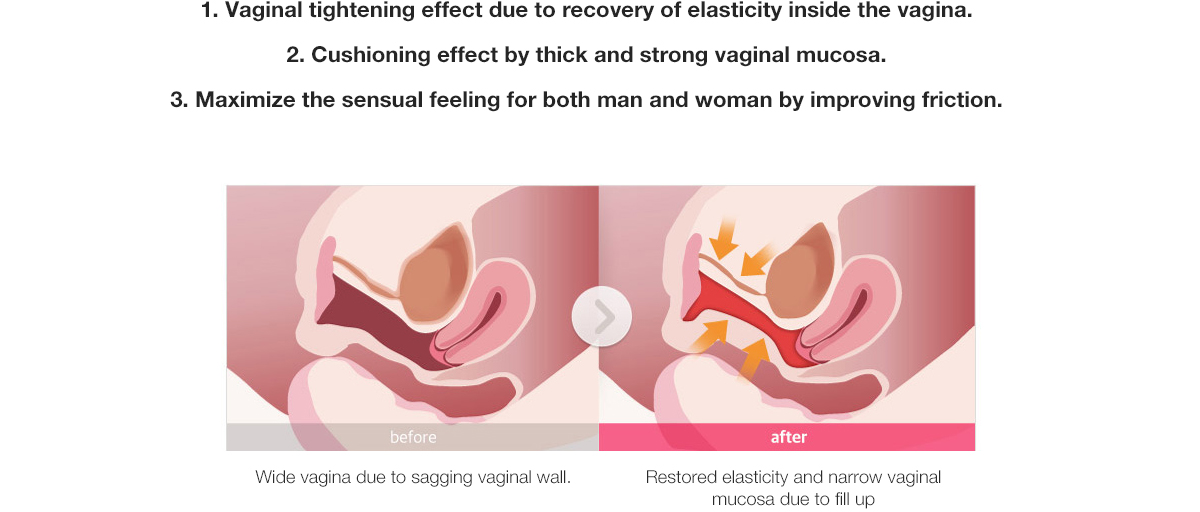 1. Vaginal tightening effect due to recovery of elasticity inside the vagina.
2. Cushioning effect by thick and strong vaginal mucosa.
3. Maximize the sensual feeling for both man and woman by improving friction.
before
after
Wide vagina due to sagging vaginal wall.
Restored elasticity and narrow vaginal
mucosa due to fill up